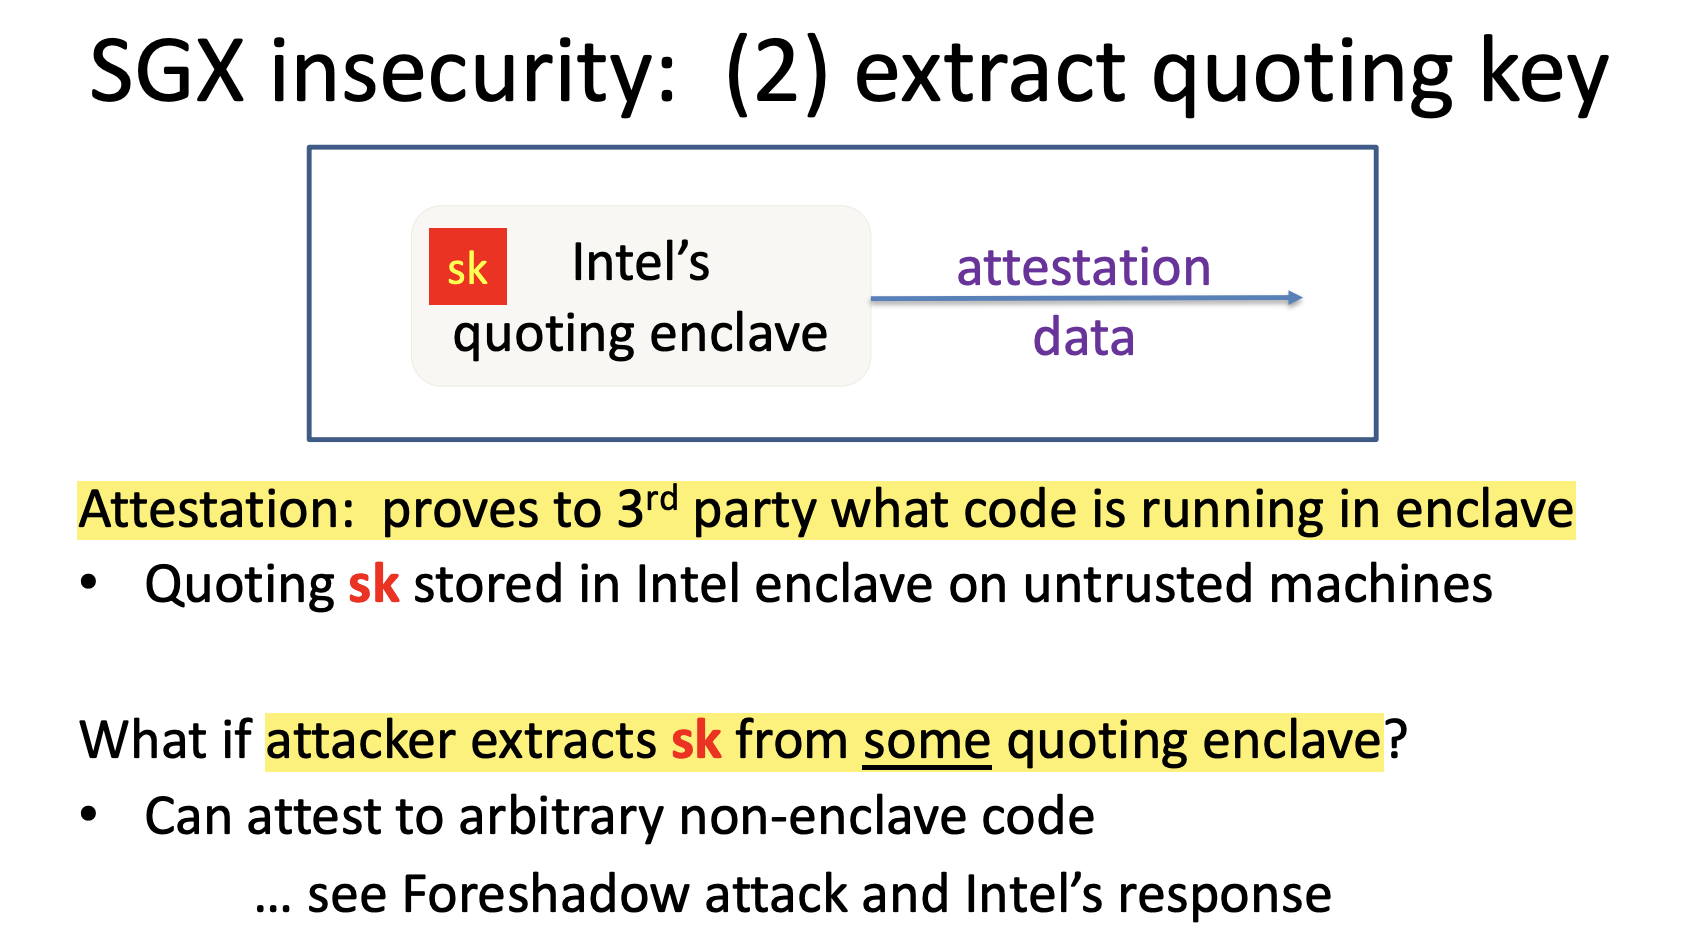 SGX insecurity:  (2) extract quoting key
sk
Intel’s
quoting enclave
attestation
data
Attestation:  proves to 3rd party what code is running in enclave
• Quoting sk stored in Intel enclave on untrusted machines
What if attacker extracts sk from some quoting enclave?
• Can attest to arbitrary non-enclave code
… see Foreshadow attack and Intel’s response